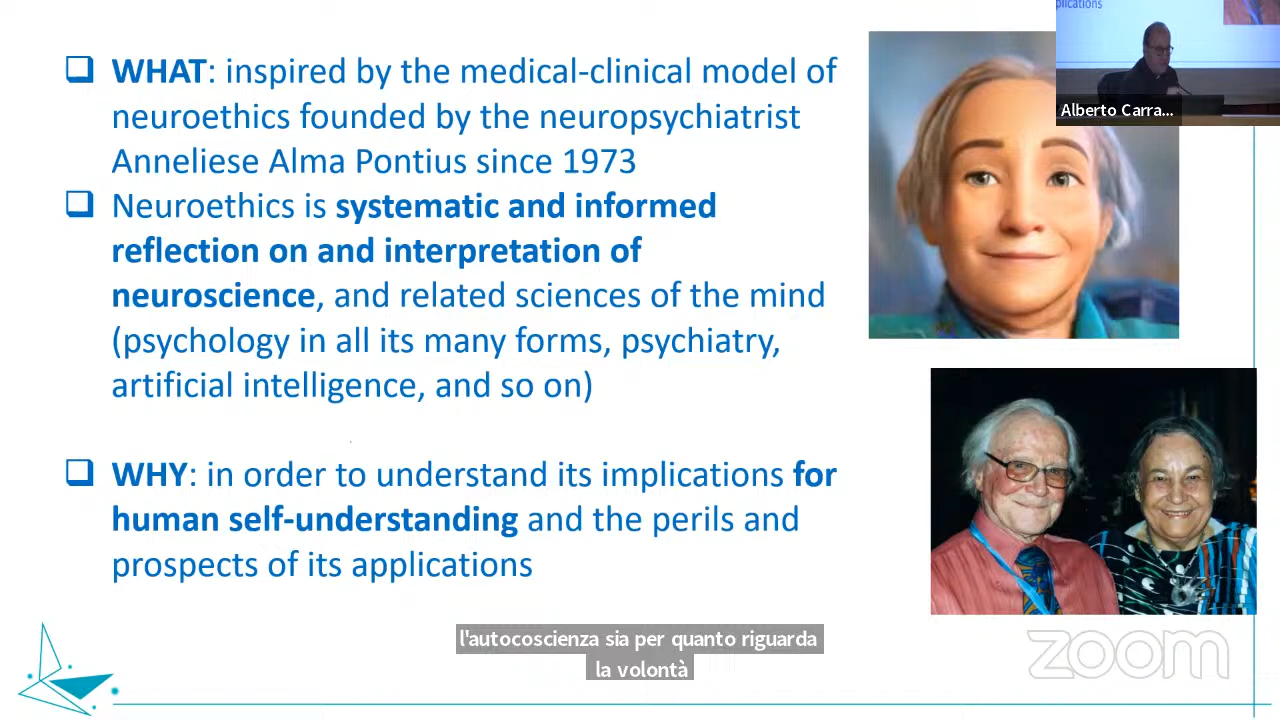 plications
Alberto Carra...
❑ WHAT: inspired by the medical-clinical model of
neuroethics founded by the neuropsychiatrist
Anneliese Alma Pontius since 1973
❑ Neuroethics is systematic and informed
reflection on and interpretation of
neuroscience, and related sciences of the mind
(psychology in all its many forms, psychiatry,
artificial intelligence, and so on)
❑ WHY: in order to understand its implications for
human self-understanding and the perils and
prospects of its applications
l'autocoscienza sia per quanto riguarda
la volontà
zoom